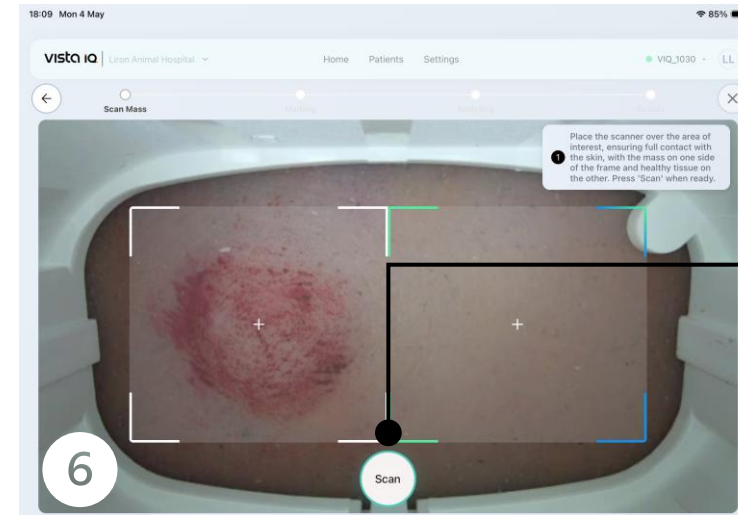 18:09 Mon 4 May
85%
vista iQ
Liron Animal Hospital
Home Patients Settings
VIQ_1030
LL
Scan Mass
Marking
1
Place the scanner over the area of
interest, ensuring full contact with
the skin, with the mass on one side
of the frame and healthy tissue on
the other. Press 'Scan' when ready.
6
Scan